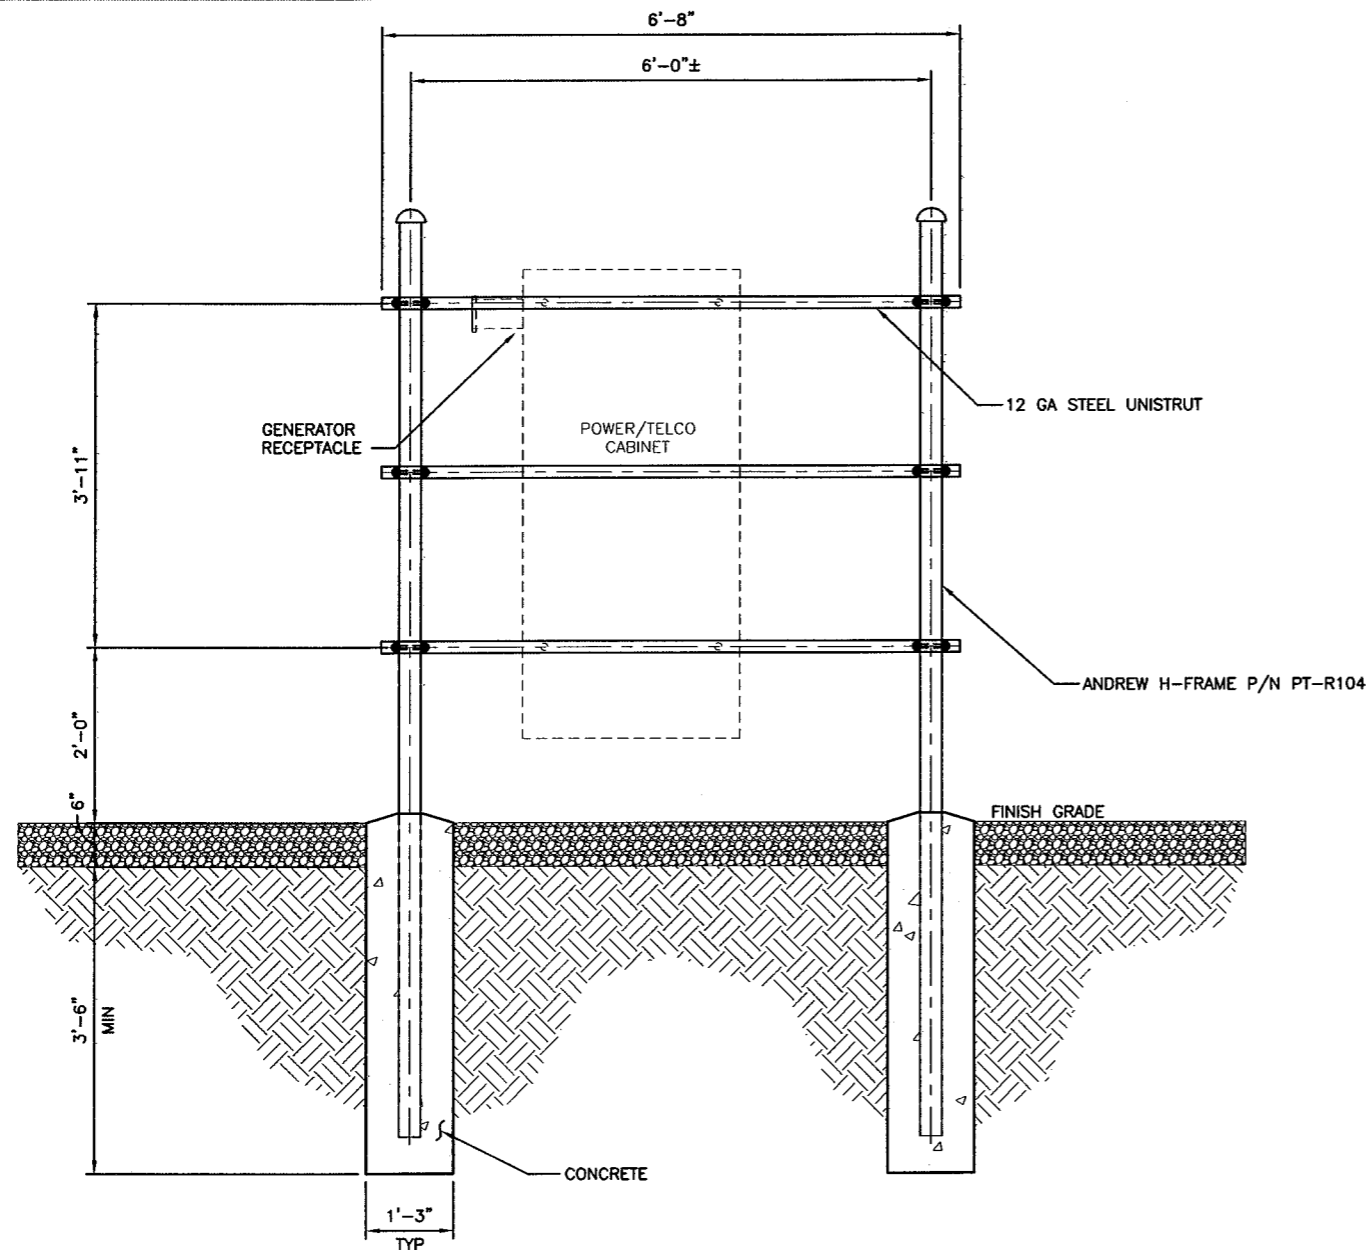 6'-8"
6'-0"±
12 GA STEEL UNISTRUT
GENERATOR
RECEPTACLE
POWER/TELCO
CABINET
3'-11"
ANDREW H-FRAME P/N PT-R104
2'-0"
6"
FINISH GRADE
3'-6"
MIN
CONCRETE
1'-3"
TYP